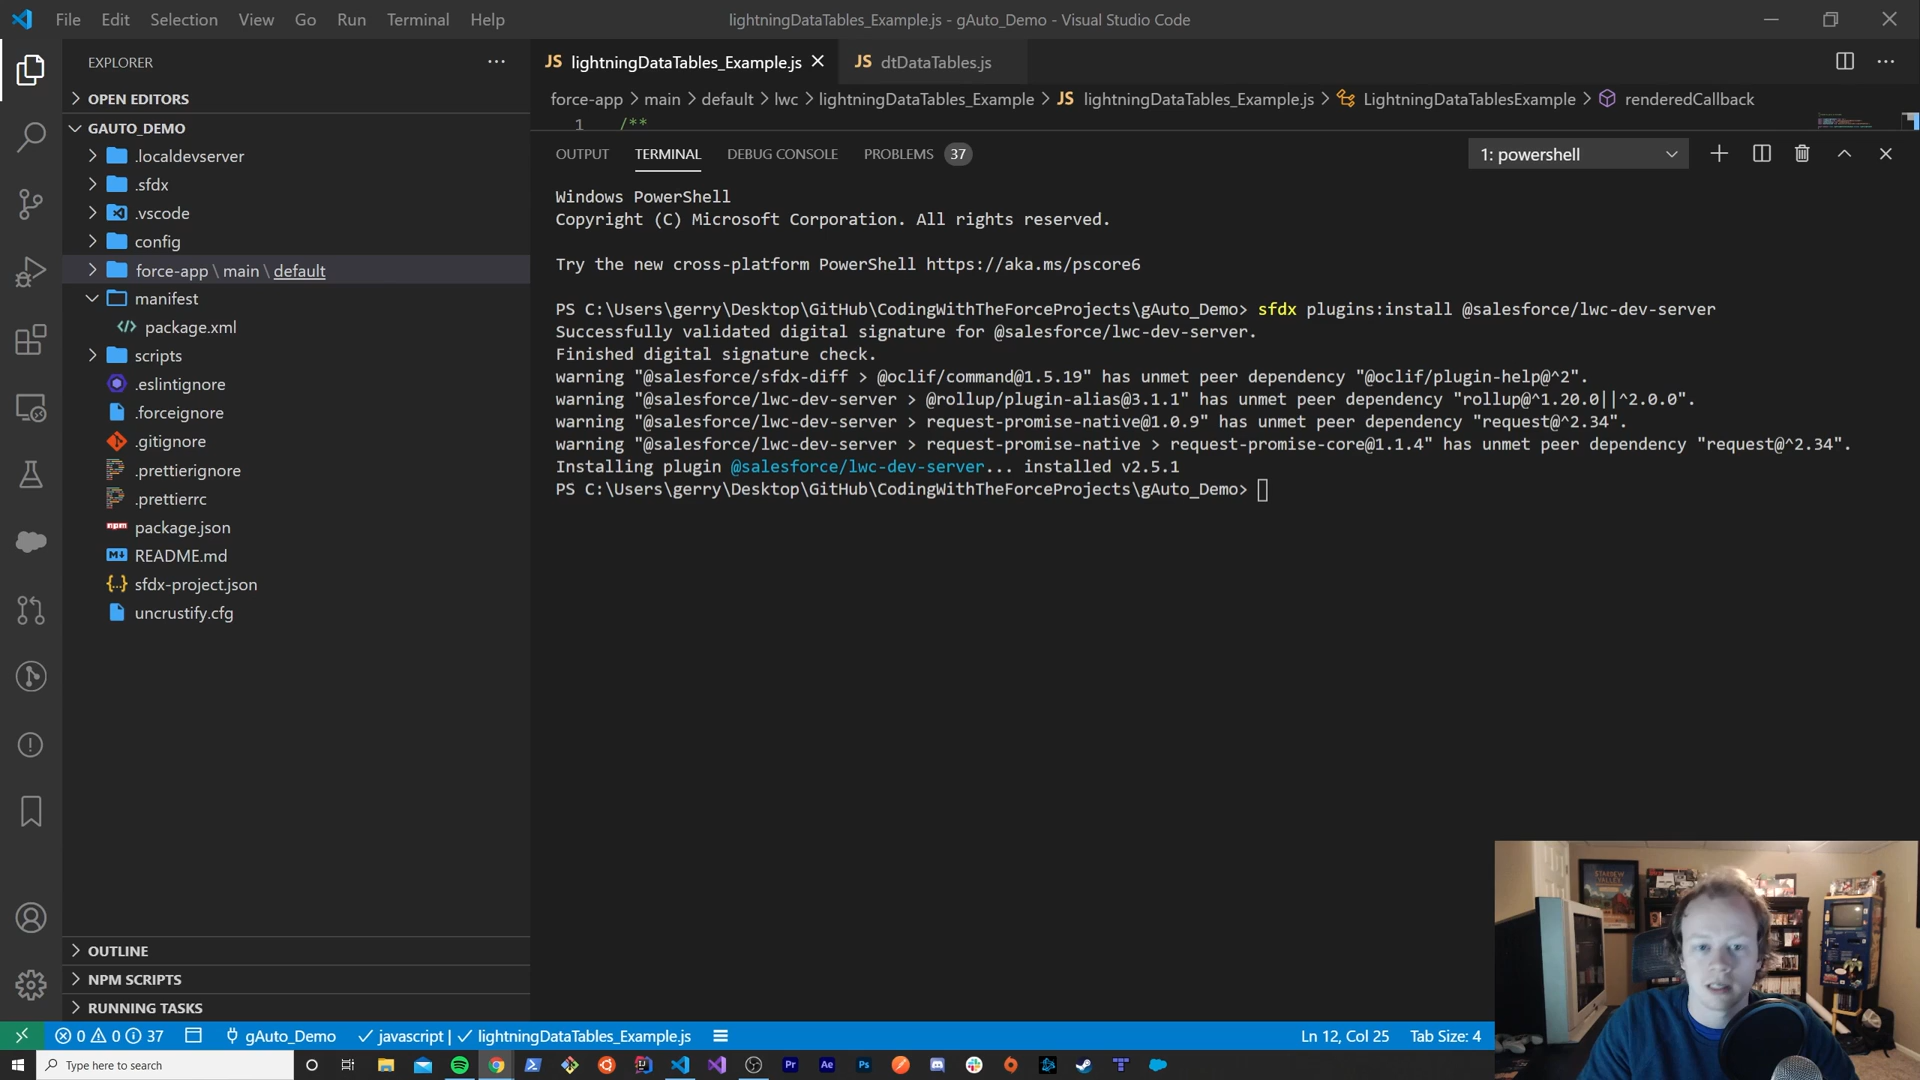 File Edit Selection View Go Run Terminal Help
lightningDataTables_Example.js - gAuto_Demo - Visual Studio Code
EXPLORER
OPEN EDITORS
GAUTO_DEMO
.localdevserver
.sfdx
.vscode
config
force-app \ main \ default
manifest
package.xml
scripts
.eslintignore
.forceignore
.gitignore
.prettierignore
.prettierrc
package.json
README.md
sfdx-project.json
uncrustify.cfg
OUTLINE
NPM SCRIPTS
RUNNING TASKS
JS lightningDataTables_Example.js
JS dtDataTables.js
force-app > main > default > lwc > lightningDataTables_Example > JS lightningDataTables_Example.js > LightningDataTablesExample > renderedCallback
1 /**
OUTPUT TERMINAL DEBUG CONSOLE PROBLEMS 37
1: powershell
Windows PowerShell
Copyright (C) Microsoft Corporation. All rights reserved.
Try the new cross-platform PowerShell https://aka.ms/pscore6
PS C:\Users\gerry\Desktop\GitHub\CodingWithTheForceProjects\gAuto_Demo> sfdx plugins:install @salesforce/lwc-dev-server
Successfully validated digital signature for @salesforce/lwc-dev-server.
Finished digital signature check.
warning "@salesforce/sfdx-diff > @oclif/command@1.5.19" has unmet peer dependency "@oclif/plugin-help@^2".
warning "@salesforce/lwc-dev-server > @rollup/plugin-alias@3.1.1" has unmet peer dependency "rollup@^1.20.0||^2.0.0".
warning "@salesforce/lwc-dev-server > request-promise-native@1.0.9" has unmet peer dependency "request@^2.34".
warning "@salesforce/lwc-dev-server > request-promise-native > request-promise-core@1.1.4" has unmet peer dependency "request@^2.34".
Installing plugin @salesforce/lwc-dev-server... installed v2.5.1
PS C:\Users\gerry\Desktop\GitHub\CodingWithTheForceProjects\gAuto_Demo>
STARDEW VALLEY
0 0 37 gAuto_Demo javascript | lightningDataTables_Example.js
Ln 12, Col 25 Tab Size: 4
Type here to search